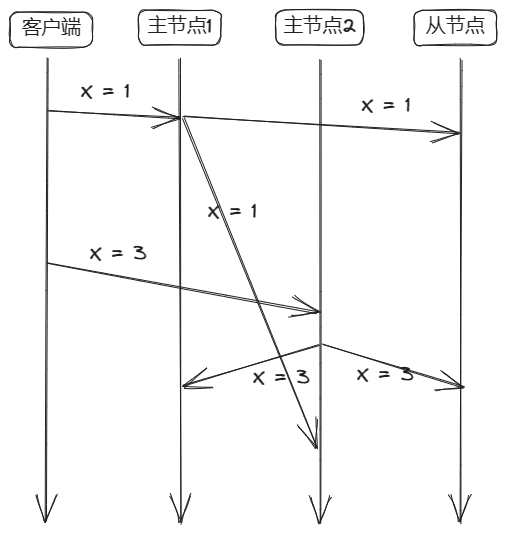 客户端
主节点1
主节点2
从节点
x = 1
x = 1
x = 1
x = 3
x = 3
x = 3